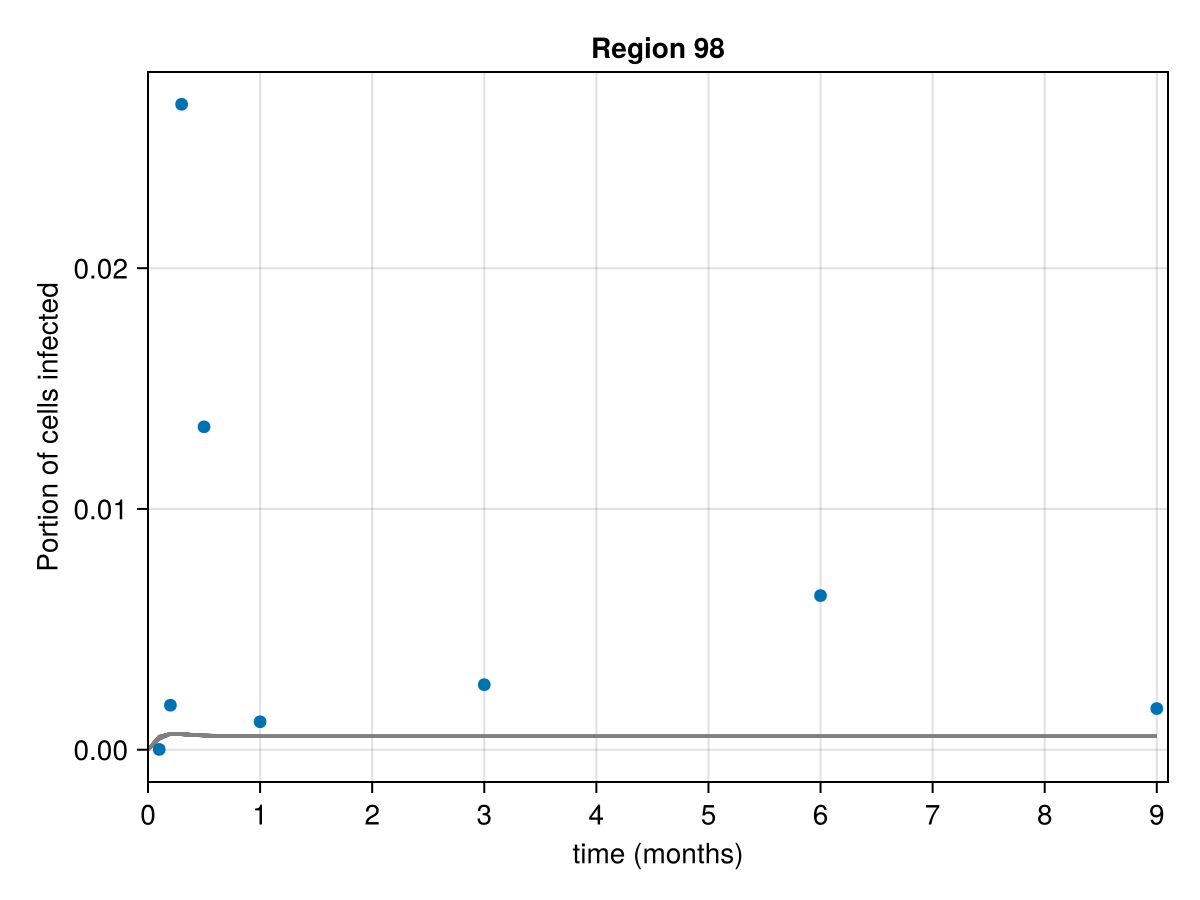 Region 98
Portion of cells infected
0.02
0.01
0.00
0 1 2 3 4 5 6 7 8 9
time (months)